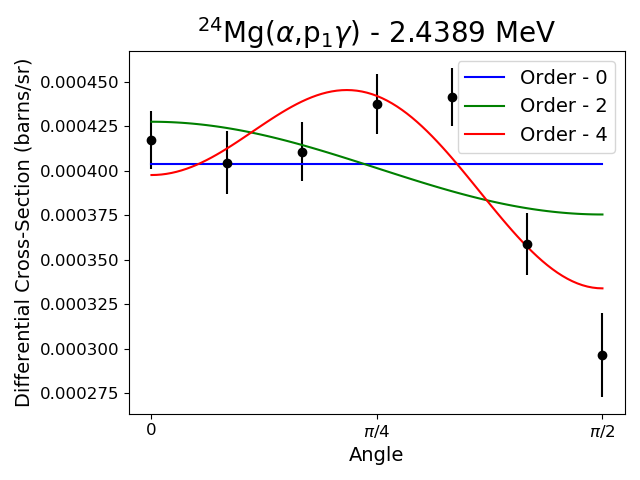 ²⁴Mg(α,p₁γ) - 2.4389 MeV
Differential Cross-Section (barns/sr)
0.000450
0.000425
0.000400
0.000375
0.000350
0.000325
0.000300
0.000275
Order - 0
Order - 2
Order - 4
0 π/4 π/2
Angle